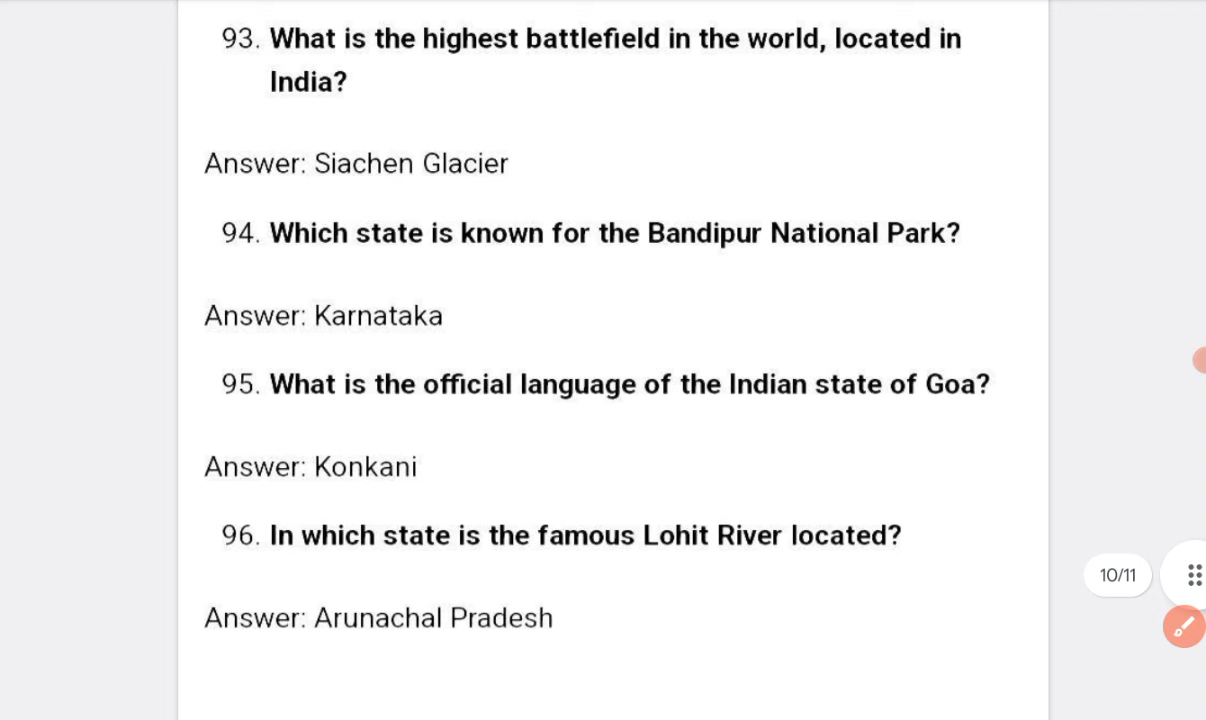 93. What is the highest battlefield in the world, located in
India?
Answer: Siachen Glacier
94. Which state is known for the Bandipur National Park?
Answer: Karnataka
95. What is the official language of the Indian state of Goa?
Answer: Konkani
96. In which state is the famous Lohit River located?
10/11
Answer: Arunachal Pradesh